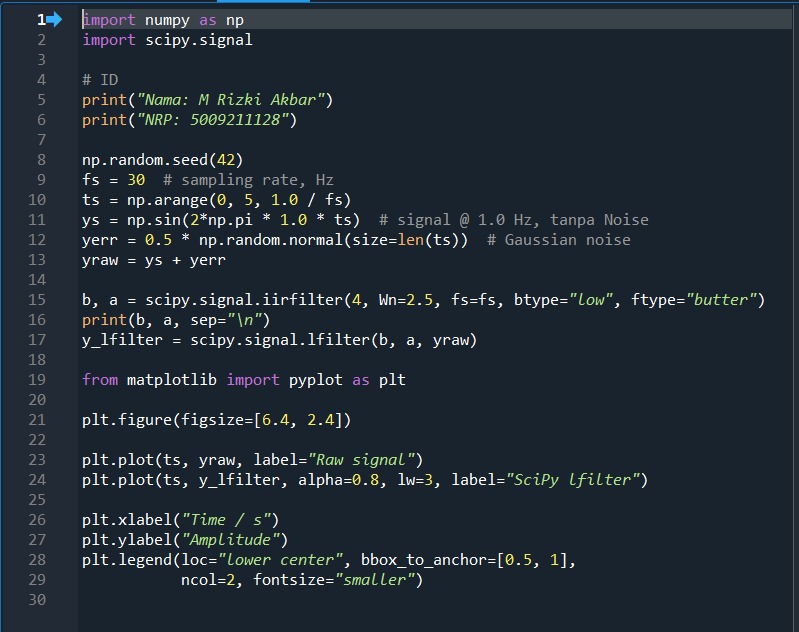 1 import numpy as np
2 import scipy.signal
3
4 # ID
5 print("Nama: M Rizki Akbar")
6 print("NRP: 5009211128")
7
8 np.random.seed(42)
9 fs = 30  # sampling rate, Hz
10 ts = np.arange(0, 5, 1.0 / fs)
11 ys = np.sin(2*np.pi * 1.0 * ts)  # signal @ 1.0 Hz, tanpa Noise
12 yerr = 0.5 * np.random.normal(size=len(ts))  # Gaussian noise
13 yraw = ys + yerr
14
15 b, a = scipy.signal.iirfilter(4, Wn=2.5, fs=fs, btype="low", ftype="butter")
16 print(b, a, sep="\n")
17 y_lfilter = scipy.signal.lfilter(b, a, yraw)
18
19 from matplotlib import pyplot as plt
20
21 plt.figure(figsize=[6.4, 2.4])
22
23 plt.plot(ts, yraw, label="Raw signal")
24 plt.plot(ts, y_lfilter, alpha=0.8, lw=3, label="SciPy lfilter")
25
26 plt.xlabel("Time / s")
27 plt.ylabel("Amplitude")
28 plt.legend(loc="lower center", bbox_to_anchor=[0.5, 1],
29            ncol=2, fontsize="smaller")
30